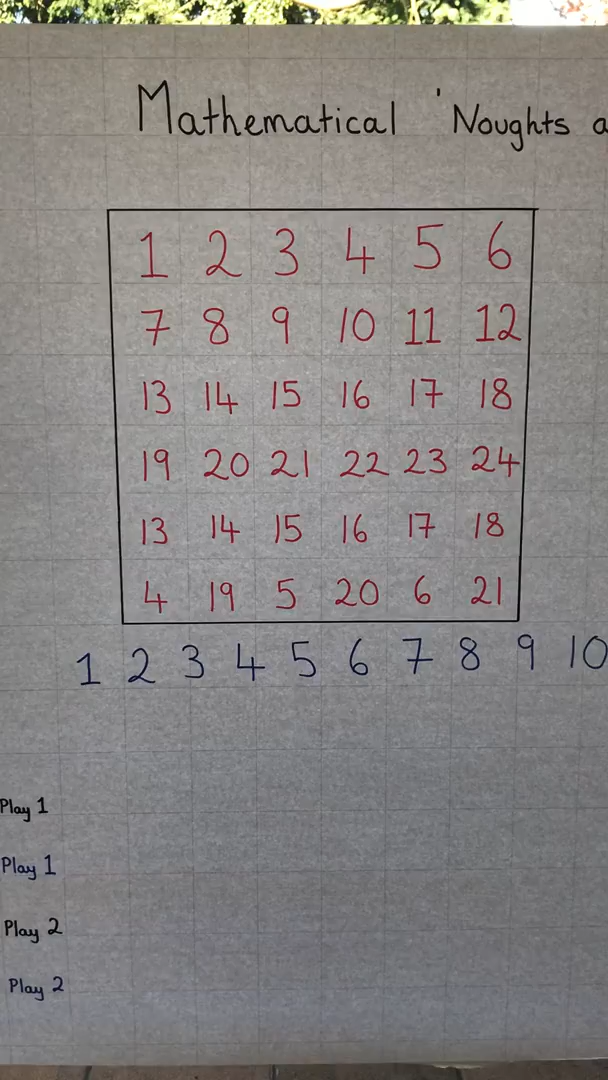 Mathematical 'Noughts a
1 2 3 4 5 6
7 8 9 10 11 12
13 14 15 16 17 18
19 20 21 22 23 24
13 14 15 16 17 18
4 19 5 20 6 21
1 2 3 4 5 6 7 8 9 10
Play 1
Play 1
Play 2
Play 2